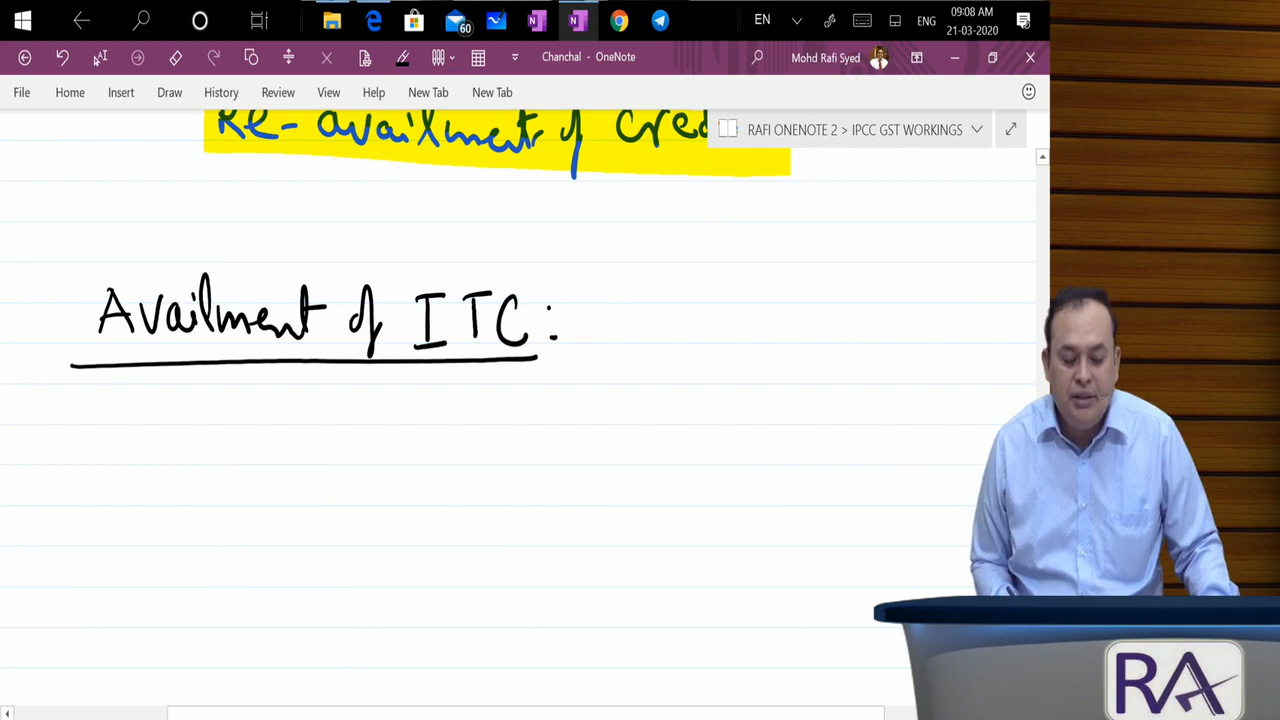 09:08 AM
EN
ENG
60
21-03-2020
Chanchal - OneNote
Mohd Rafi Syed
File Home Insert Draw History Review View Help New Tab New Tab
Re-availment of Cred
RAFI ONENOTE 2 > IPCC GST WORKINGS
Availment of ITC:
RA